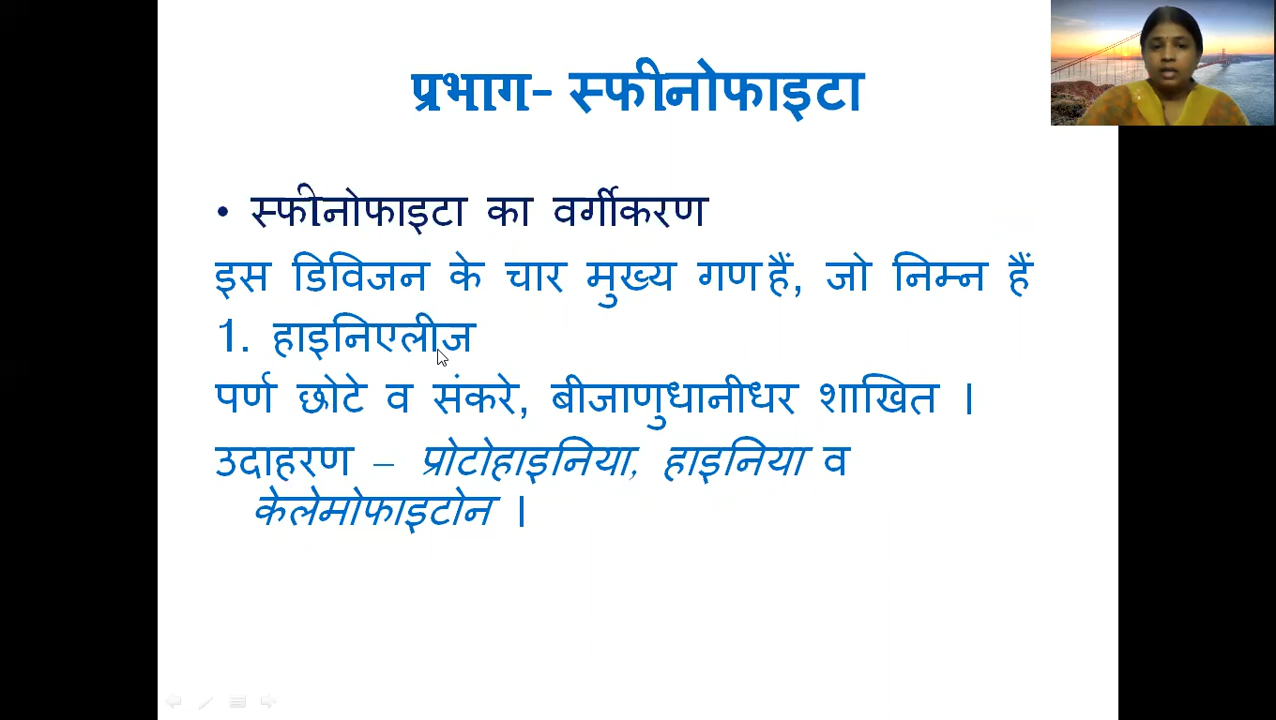 प्रभाग- स्फीनोफाइटा
• स्फीनोफाइटा का वर्गीकरण
इस डिविजन के चार मुख्य गण हैं, जो निम्न हैं
1. हाइनिएलीज
पर्ण छोटे व संकरे, बीजाणुधानीधर शाखित ।
उदाहरण – प्रोटोहाइनिया, हाइनिया व
केलेमोफाइटोन ।